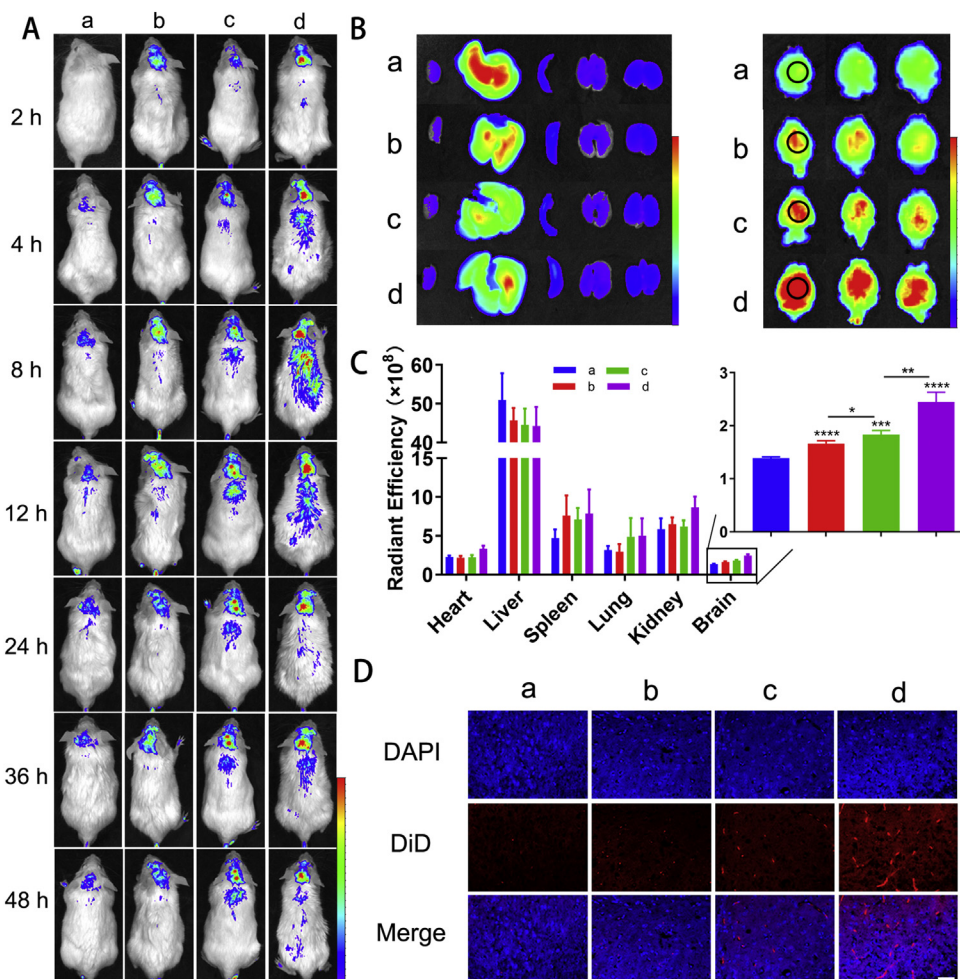 A
a b c d
2 h
4 h
8 h
12 h
24 h
36 h
48 h
B
a
b
c
d
a
b
c
d
C
Radiant Efficiency (×10⁸)
60
50
40
15
10
5
0
a c
b d
Heart Liver Spleen Lung Kidney Brain
3
2
1
0
**
*
**** *** ****
D
a b c d
DAPI
DiD
Merge